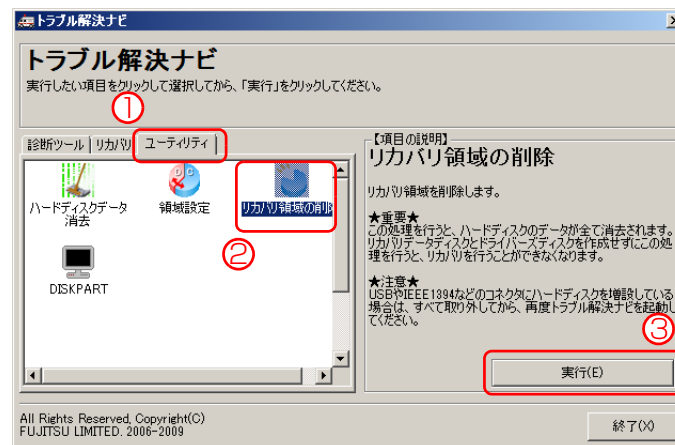 トラブル解決ナビ
トラブル解決ナビ
実行したい項目をクリックして選択してから、「実行」をクリックしてください。
①
診断ツール
リカバリ
ユーティリティ
ハードディスクデータ
消去
領域設定
リカバリ領域の削除
②
DISKPART
【項目の説明】
リカバリ領域の削除
リカバリ領域を削除します。
★重要★
この処理を行うと、ハードディスクのデータが全て消去されます。
リカバリデータディスクとドライバーズディスクを作成せずにこの処
理を行うと、リカバリを行うことができなくなります。
★注意★
USBやIEEE1394などのコネクタにハードディスクを増設している
場合は、すべて取り外してから、再度トラブル解決ナビを起動し
てください。
③
実行(E)
All Rights Reserved, Copyright(C)
FUJITSU LIMITED. 2006-2009
終了(X)